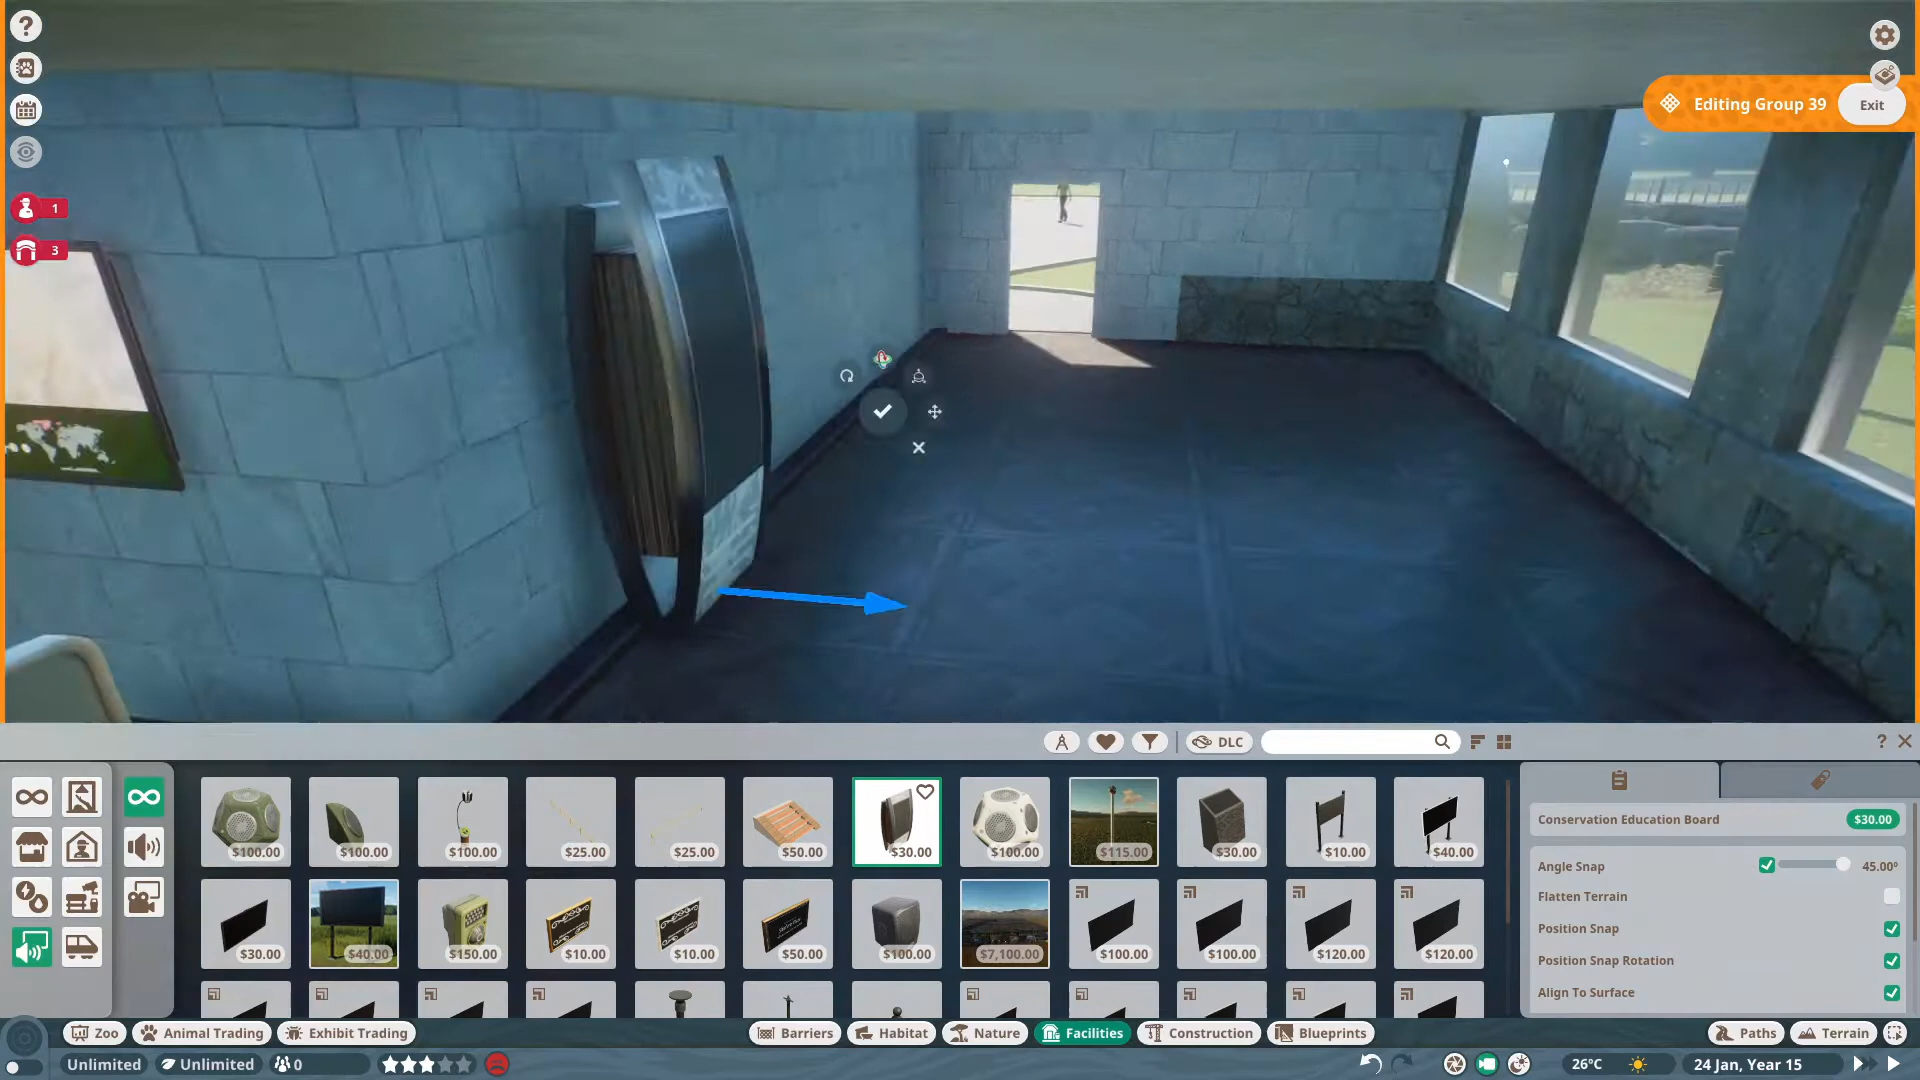 ?
Editing Group 39
Exit
1
3
DLC
?
$100.00
$100.00
$100.00
$25.00
$25.00
$50.00
$30.00
$100.00
$115.00
$30.00
$10.00
$40.00
$30.00
$40.00
$150.00
$10.00
$10.00
$50.00
$100.00
$7,100.00
$100.00
$100.00
$120.00
$120.00
Conservation Education Board
$30.00
Angle Snap
45.00°
Flatten Terrain
Position Snap
Position Snap Rotation
Align To Surface
Zoo
Animal Trading
Exhibit Trading
Barriers
Habitat
Nature
Facilities
Construction
Blueprints
Paths
Terrain
Unlimited
Unlimited
0
26°C
24 Jan, Year 15